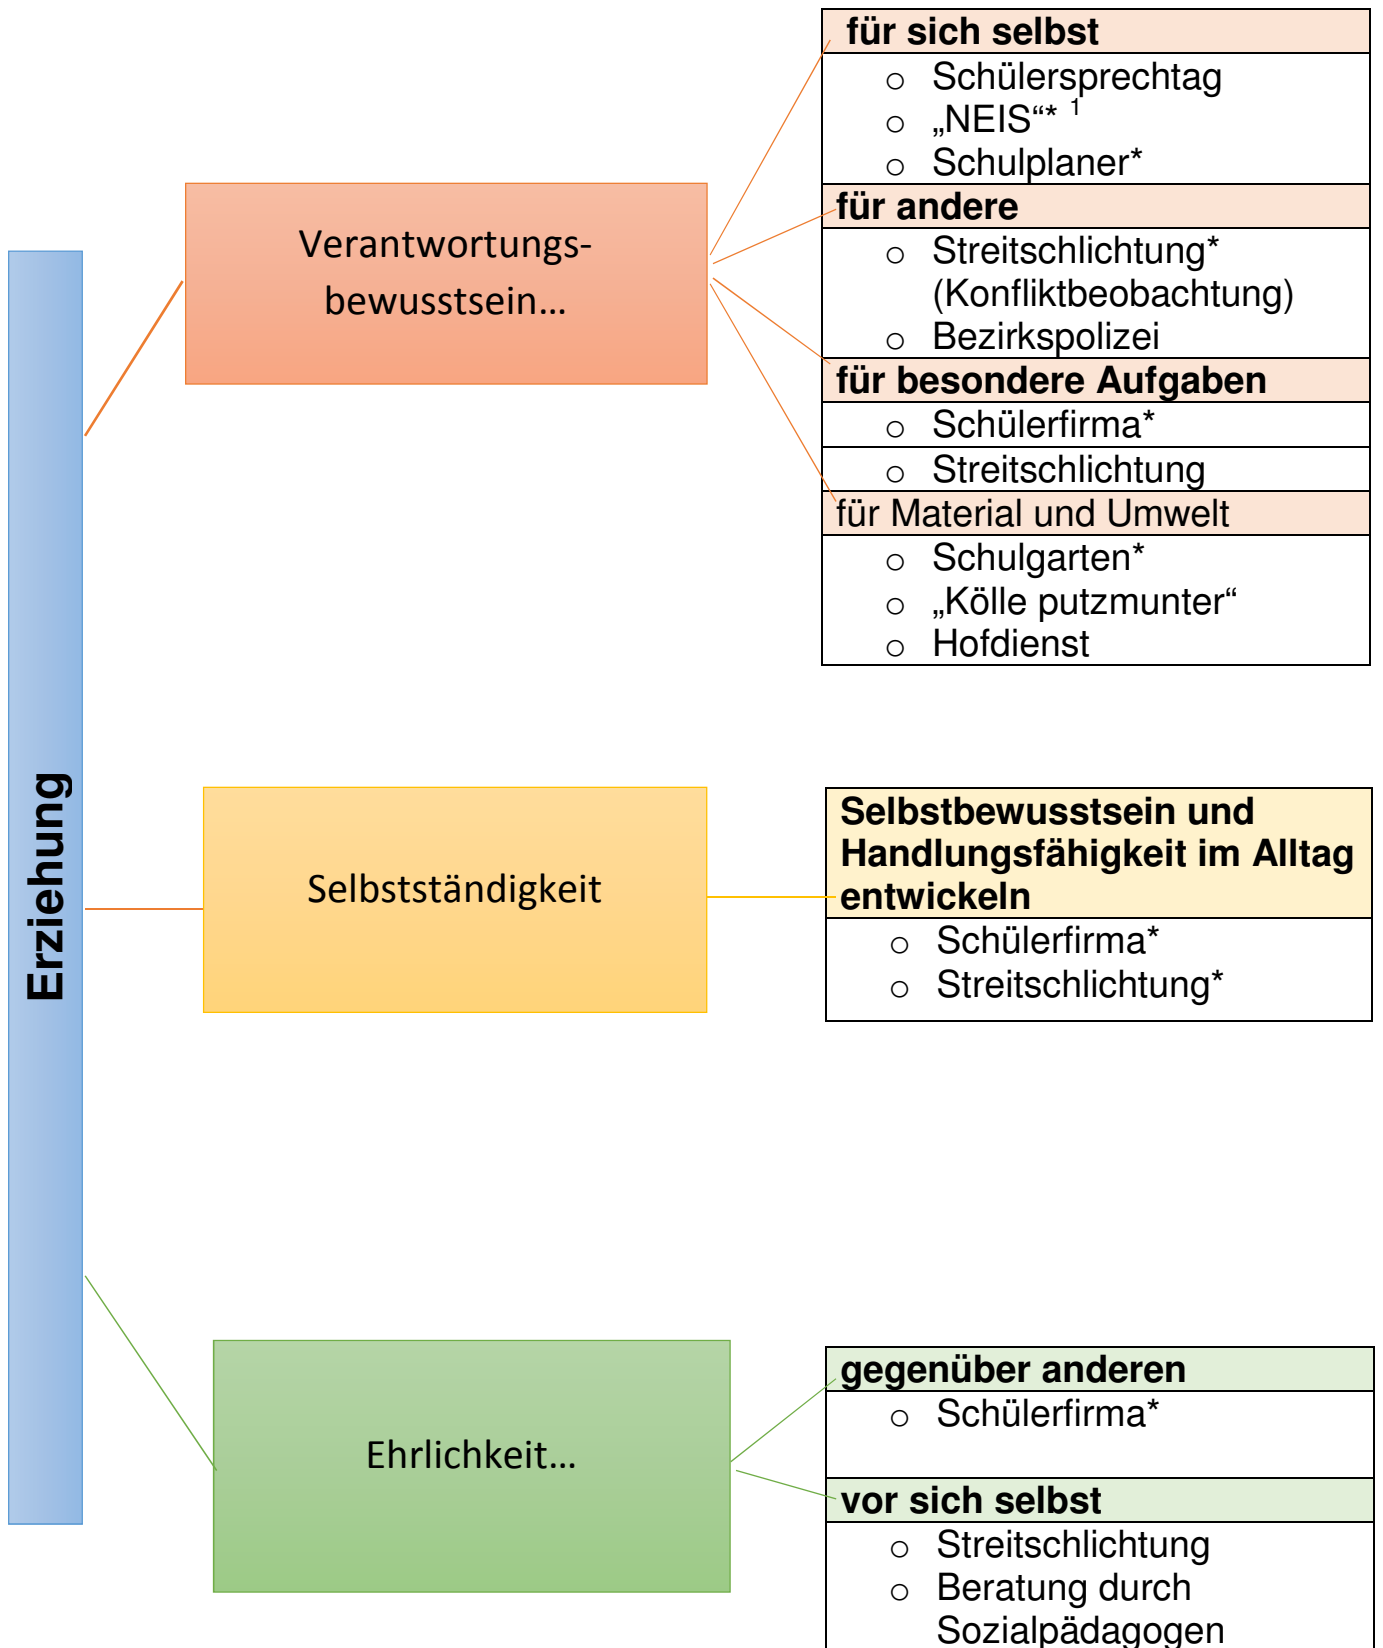 Erziehung
Verantwortungs-
bewusstsein…
für sich selbst
o Schülersprechtag
o „NEIS“* 1
o Schulplaner*
für andere
o Streitschlichtung*
(Konfliktbeobachtung)
o Bezirkspolizei
für besondere Aufgaben
o Schülerfirma*
o Streitschlichtung
für Material und Umwelt
o Schulgarten*
o „Kölle putzmunter“
o Hofdienst
Selbstständigkeit
Selbstbewusstsein und
Handlungsfähigkeit im Alltag
entwickeln
o Schülerfirma*
o Streitschlichtung*
Ehrlichkeit…
gegenüber anderen
o Schülerfirma*
vor sich selbst
o Streitschlichtung
o Beratung durch
Sozialpädagogen